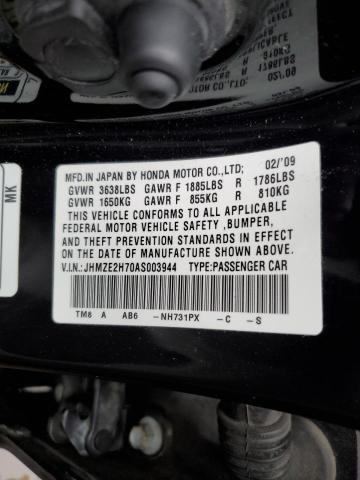 MFD.IN JAPAN BY HONDA MOTOR CO.,LTD; 02/'09
GVWR 3638LBS GAWR F 1885LBS R 1786LBS
GVWR 1650KG GAWR F 855KG R 810KG
THIS VEHICLE CONFORMS TO ALL APPLICABLE
FEDERAL MOTOR VEHICLE SAFETY ,BUMPER,
AND THEFT PREVENTION STANDARDS IN EFFECT
ON THE DATE OF MANUFACTURE SHOWN ABOVE.
V.I.N:JHMZE2H70AS003944 TYPE:PASSENGER CAR
TM8 A AB6 -NH731PX -C -S
MK